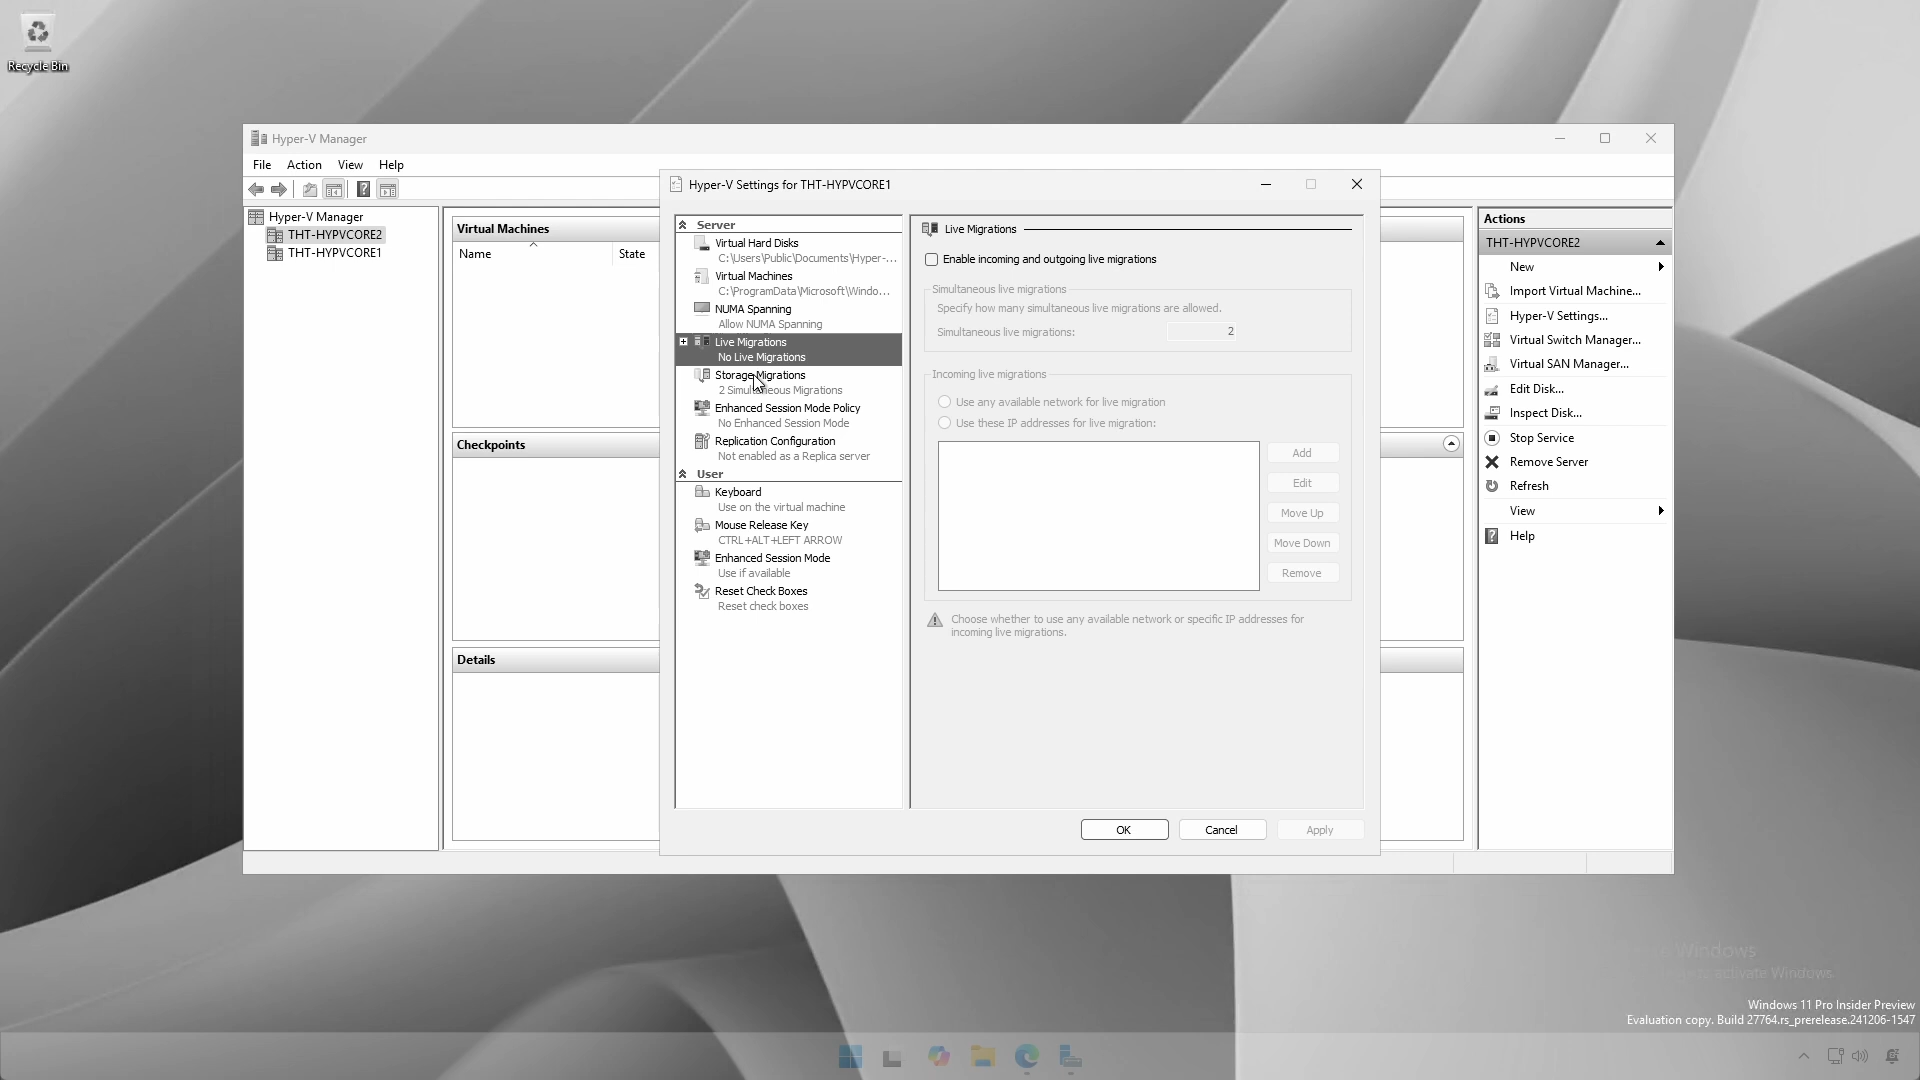 Recycle Bin
Hyper-V Manager
File
Action
View
Help
Hyper-V Manager
THT-HYPVCORE2
THT-HYPVCORE1
Virtual Machines
Name
State
Checkpoints
Details
Hyper-V Settings for THT-HYPVCORE1
Server
Virtual Hard Disks
C:\Users\Public\Documents\Hyper-...
Virtual Machines
C:\ProgramData\Microsoft\Windo...
NUMA Spanning
Allow NUMA Spanning
Live Migrations
No Live Migrations
Storage Migrations
2 Simultaneous Migrations
Enhanced Session Mode Policy
No Enhanced Session Mode
Replication Configuration
Not enabled as a Replica server
User
Keyboard
Use on the virtual machine
Mouse Release Key
CTRL+ALT+LEFT ARROW
Enhanced Session Mode
Use if available
Reset Check Boxes
Reset check boxes
Live Migrations
Enable incoming and outgoing live migrations
Simultaneous live migrations
Specify how many simultaneous live migrations are allowed.
Simultaneous live migrations:
2
Incoming live migrations
Use any available network for live migration
Use these IP addresses for live migration:
Add
Edit
Move Up
Move Down
Remove
Choose whether to use any available network or specific IP addresses for
incoming live migrations.
OK
Cancel
Apply
Actions
THT-HYPVCORE2
New
Import Virtual Machine...
Hyper-V Settings...
Virtual Switch Manager...
Virtual SAN Manager...
Edit Disk...
Inspect Disk...
Stop Service
Remove Server
Refresh
View
Help
Windows
activate Windows
Windows 11 Pro Insider Preview
Evaluation copy. Build 27764.rs_prerelease.241206-1547